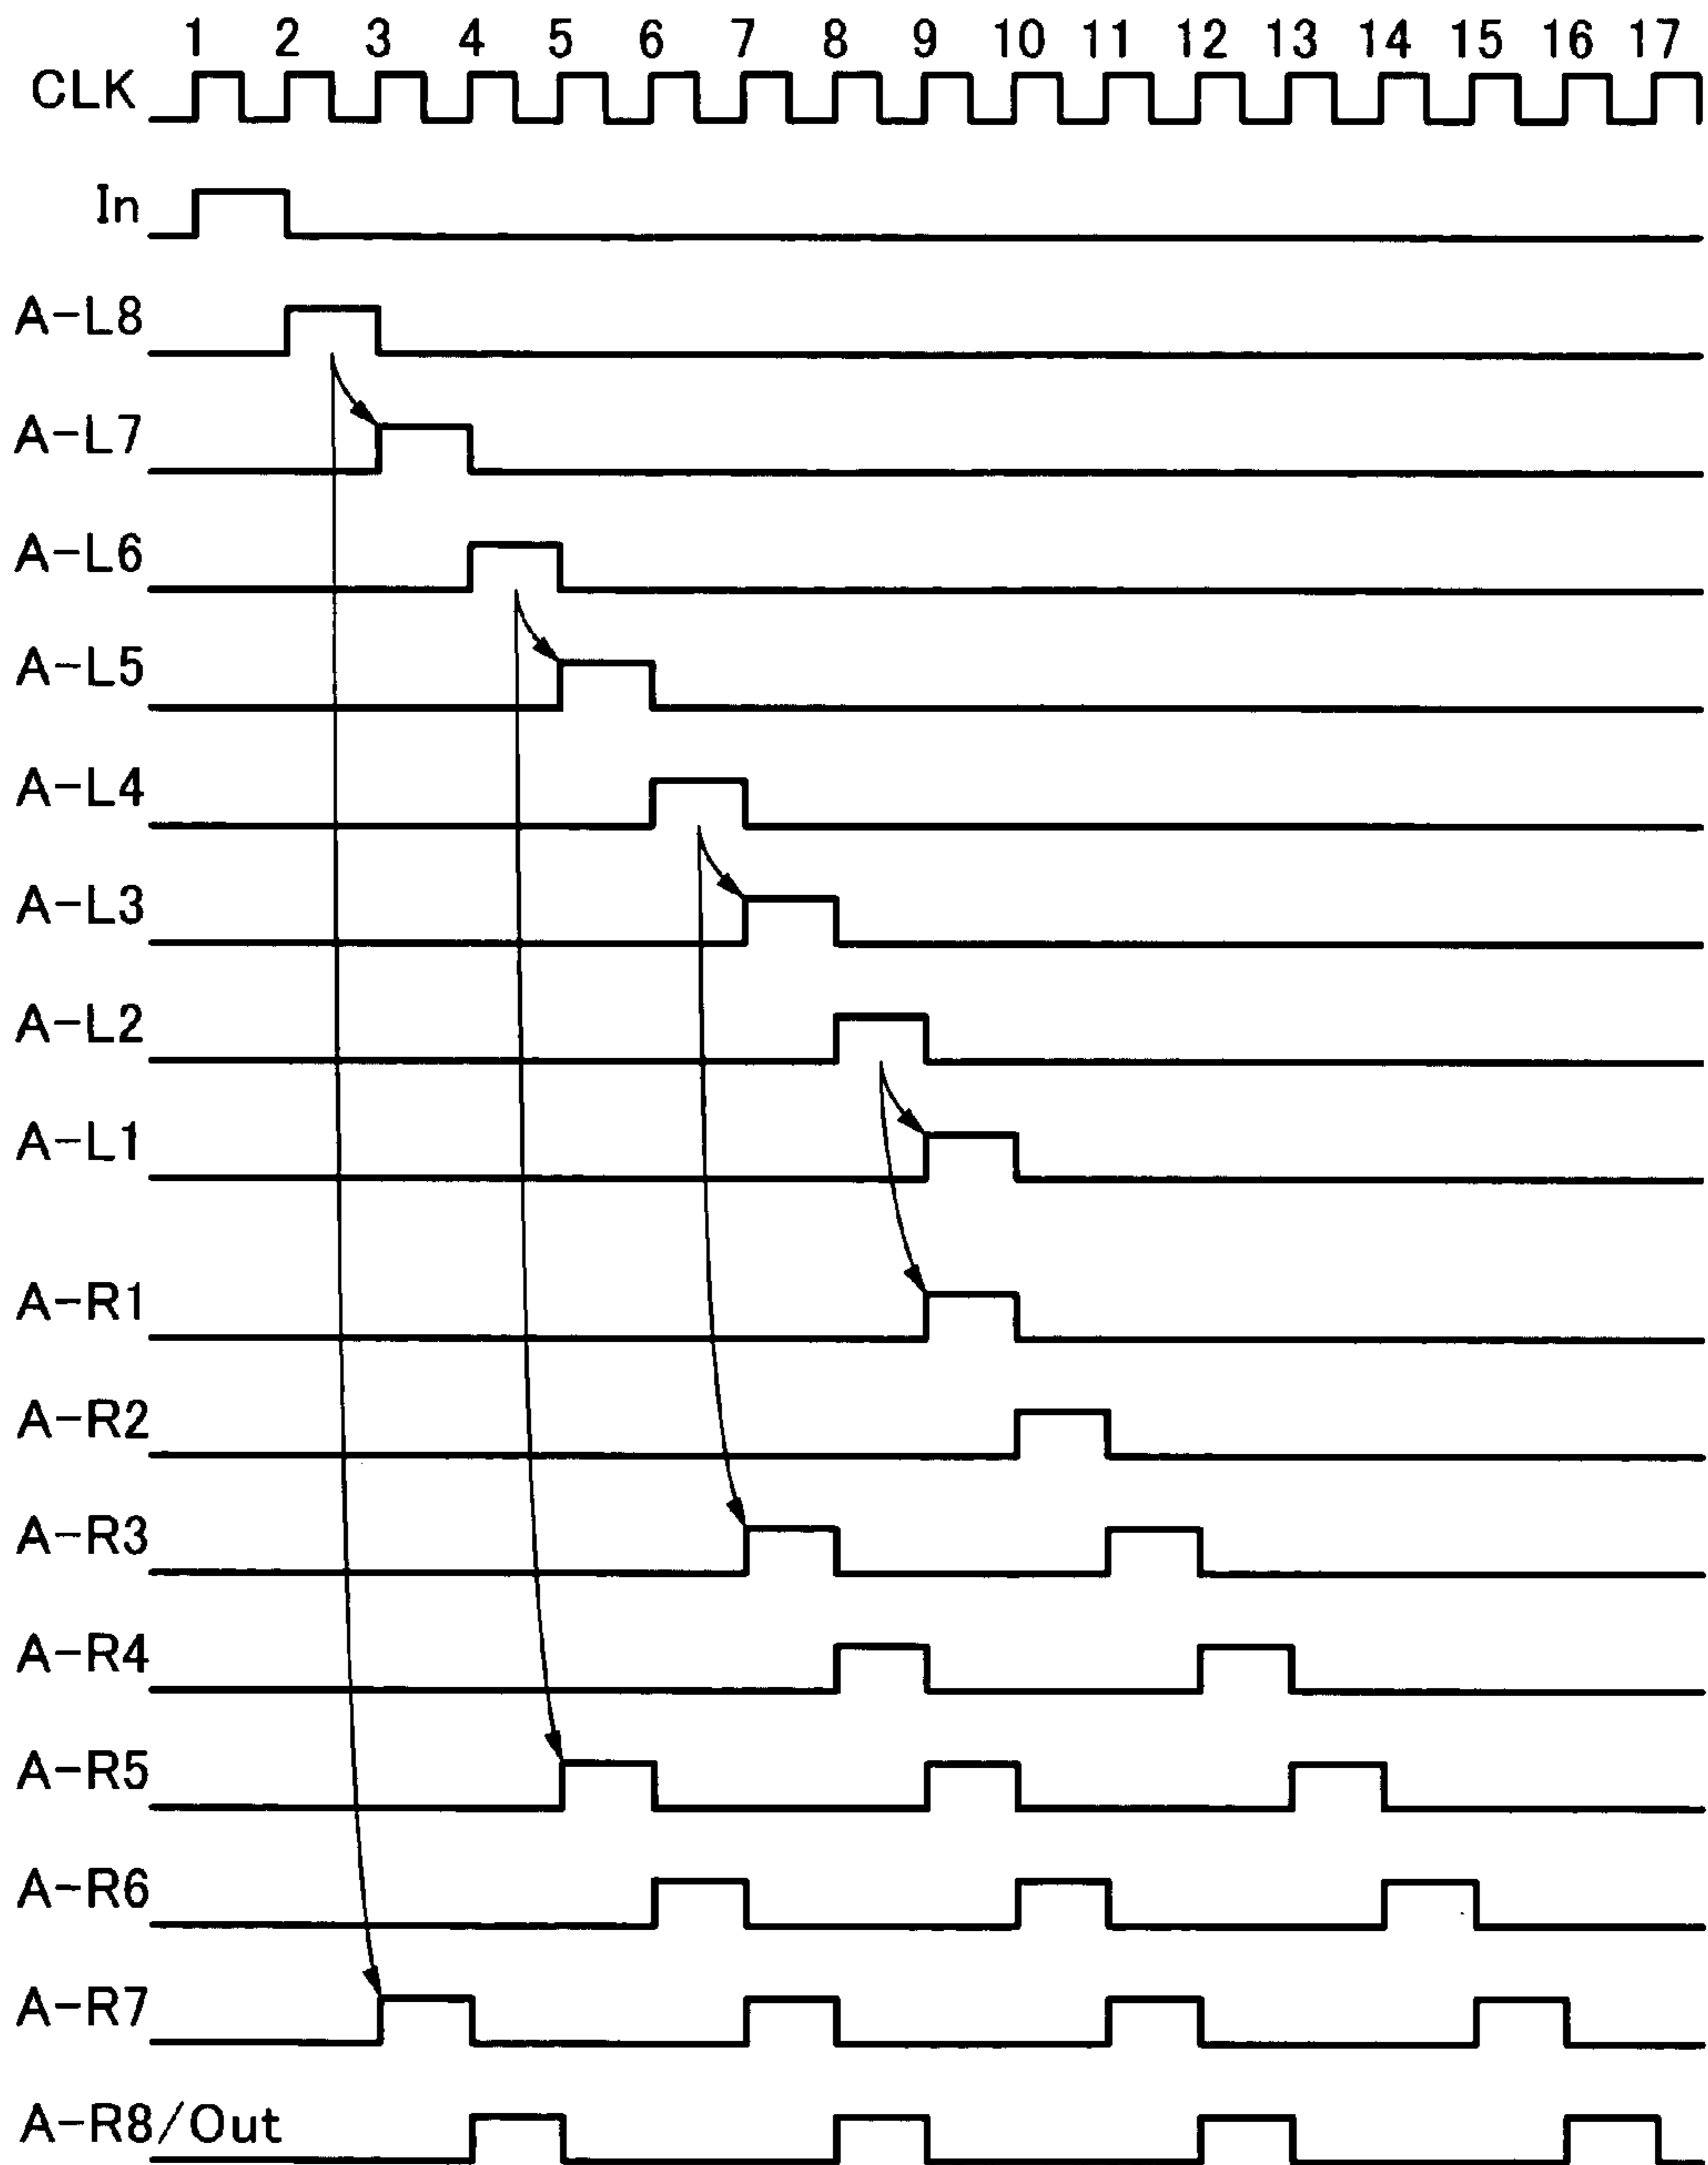 1 2 3 4 5 6 7 8 9 10 11 12 13 14 15 16 17
CLK
In
A-L8
A-L7
A-L6
A-L5
A-L4
A-L3
A-L2
A-L1
A-R1
A-R2
A-R3
A-R4
A-R5
A-R6
A-R7
A-R8/Out